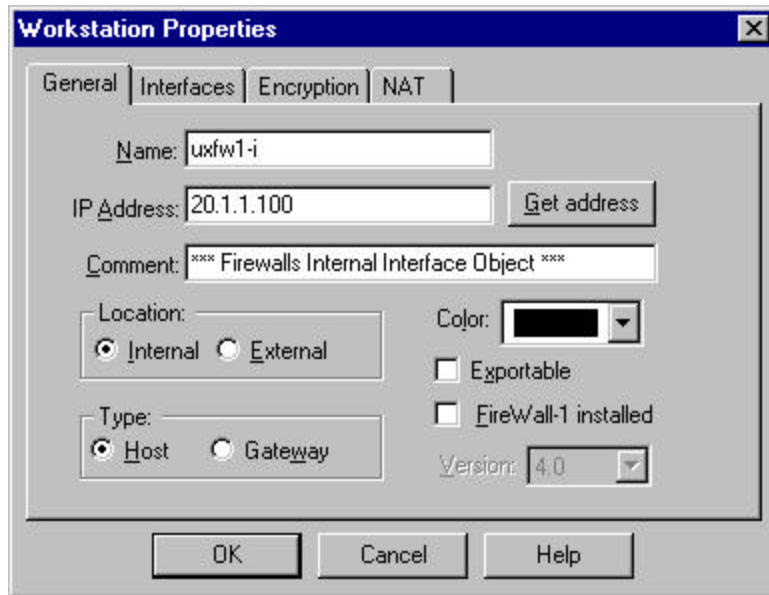 Workstation Properties
General Interfaces Encryption NAT
Name: uxfw1-i
IP Address: 20.1.1.100 Get address
Comment: *** Firewalls Internal Interface Object ***
Location: Color:
Internal External
Exportable
Type: FireWall-1 installed
Host Gateway
Version: 4.0
OK Cancel Help